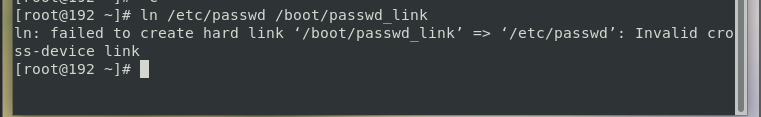 [root@192 ~]# ln /etc/passwd /boot/passwd_link
ln: failed to create hard link ‘/boot/passwd_link’ => ‘/etc/passwd’: Invalid cro
ss-device link
[root@192 ~]#